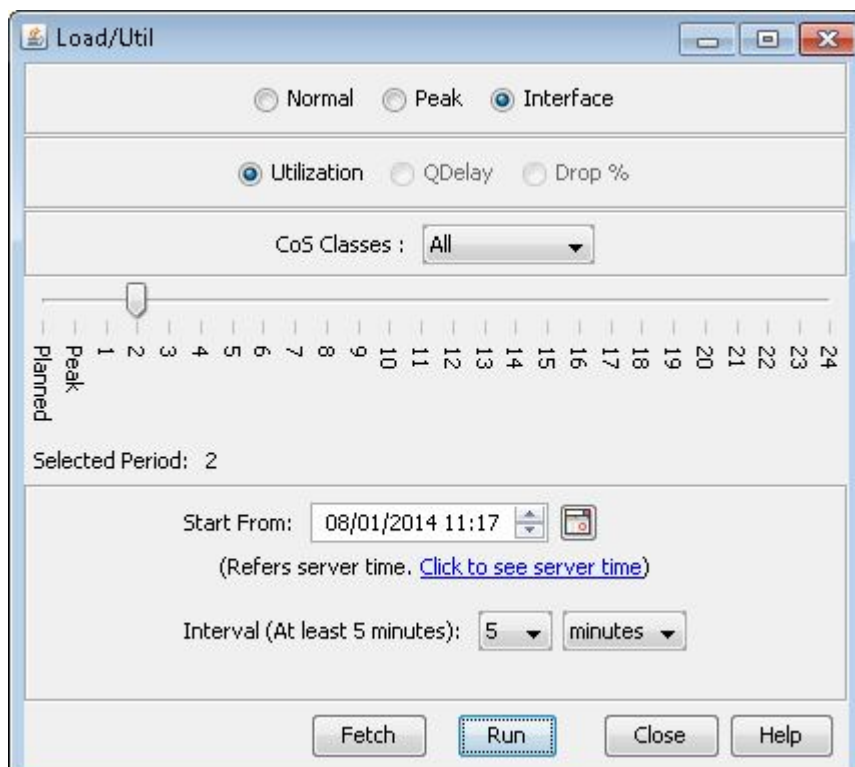 Load/Util
Normal Peak Interface
Utilization QDelay Drop %
CoS Classes : All
Planned Peak 1 2 3 4 5 6 7 8 9 10 11 12 13 14 15 16 17 18 19 20 21 22 23 24
Selected Period: 2
Start From: 08/01/2014 11:17
(Refers server time. Click to see server time)
Interval (At least 5 minutes): 5 minutes
Fetch Run Close Help